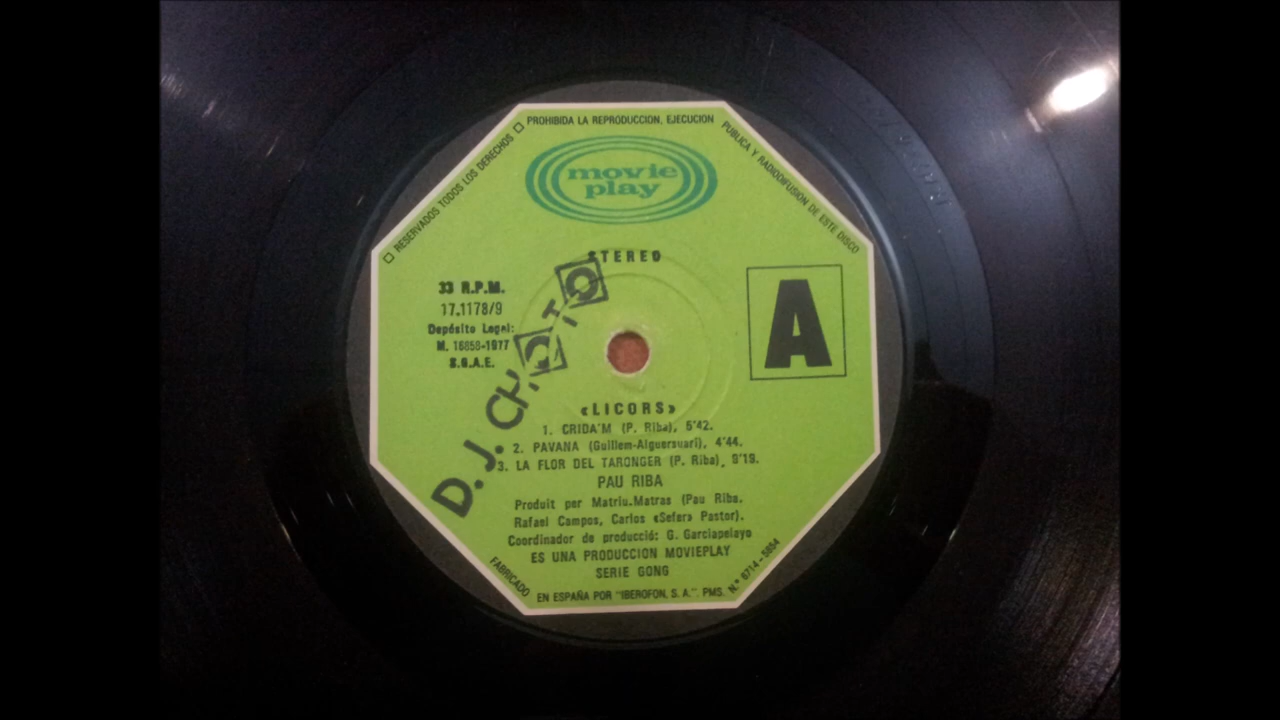 RESERVADOS TODOS LOS DERECHOS
PROHIBIDA LA REPRODUCCION, EJECUCION
PUBLICA Y RADIODIFUSION DE ESTE DISCO
movie
play
STEREO
33 R.P.M.
17.1178/9
Depósito Legal:
M. 16858-1977
S.G.A.E.
A
D.J. CHOTO
«LICORS»
1. CRIDA'M (P. Riba), 5'42.
2. PAVANA (Guillem-Alguersuari), 4'44.
3. LA FLOR DEL TARONGER (P. Riba),
PAU RIBA
Produit per Matriu.Matras (Pau Riba.
Rafael Campos, Carlos «Sefer» Pastor).
Coordinador de producció: G. Garciapelayo
ES UNA PRODUCCION MOVIEPLAY
SERIE GONG
FABRICADO
EN ESPAÑA POR "IBEROFON, S. A.". PMS.
N.º 6714 - 5854